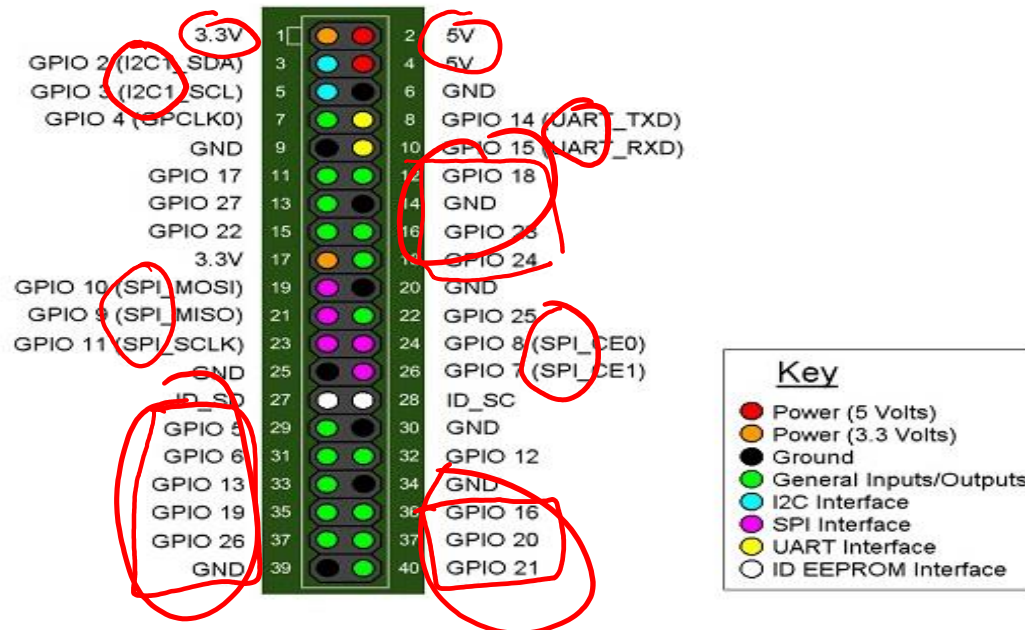 3.3V 1 2 5V
GPIO 2 (I2C1_SDA) 3 4 5V
GPIO 3 (I2C1_SCL) 5 6 GND
GPIO 4 (GPCLK0) 7 8 GPIO 14 (UART_TXD)
GND 9 10 GPIO 15 (UART_RXD)
GPIO 17 11 12 GPIO 18
GPIO 27 13 14 GND
GPIO 22 15 16 GPIO 23
3.3V 17 18 GPIO 24
GPIO 10 (SPI_MOSI) 19 20 GND
GPIO 9 (SPI_MISO) 21 22 GPIO 25
GPIO 11 (SPI_SCLK) 23 24 GPIO 8 (SPI_CE0)
GND 25 26 GPIO 7 (SPI_CE1)
ID_SD 27 28 ID_SC
GPIO 5 29 30 GND
GPIO 6 31 32 GPIO 12
GPIO 13 33 34 GND
GPIO 19 35 36 GPIO 16
GPIO 26 37 37 GPIO 20
GND 39 40 GPIO 21
Key
Power (5 Volts)
Power (3.3 Volts)
Ground
General Inputs/Outputs
I2C Interface
SPI Interface
UART Interface
ID EEPROM Interface